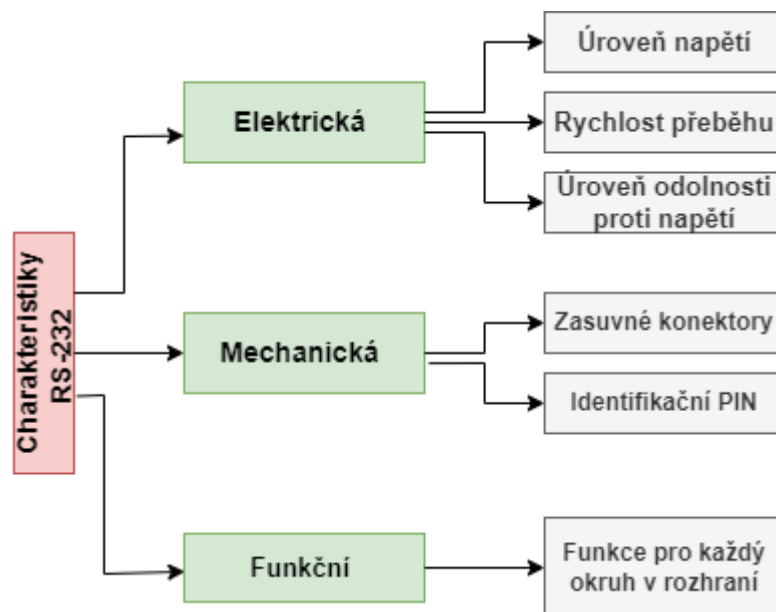 Charakteristiky
RS-232
Elektrická
Úroveň napětí
Rychlost přeběhu
Úroveň odolnosti
proti napětí
Mechanická
Zasuvné konektory
Identifikační PIN
Funkční
Funkce pro každý
okruh v rozhraní